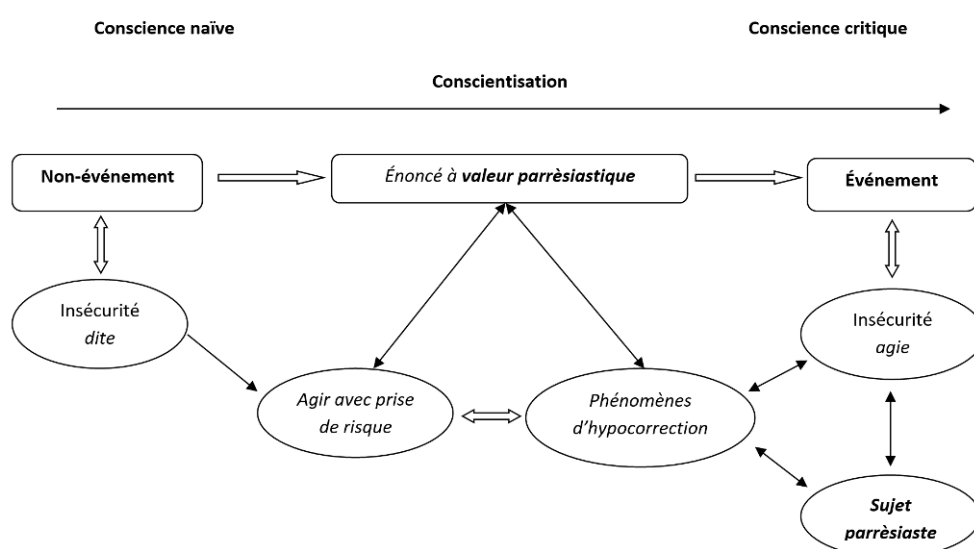 Conscience naïve
Conscience critique
Conscientisation
Non-événement
Énoncé à valeur parrèsiastique
Événement
Insécurité
dite
Insécurité
agie
Agir avec prise
de risque
Phénomènes
d'hypocorrection
Sujet
parrèsiaste